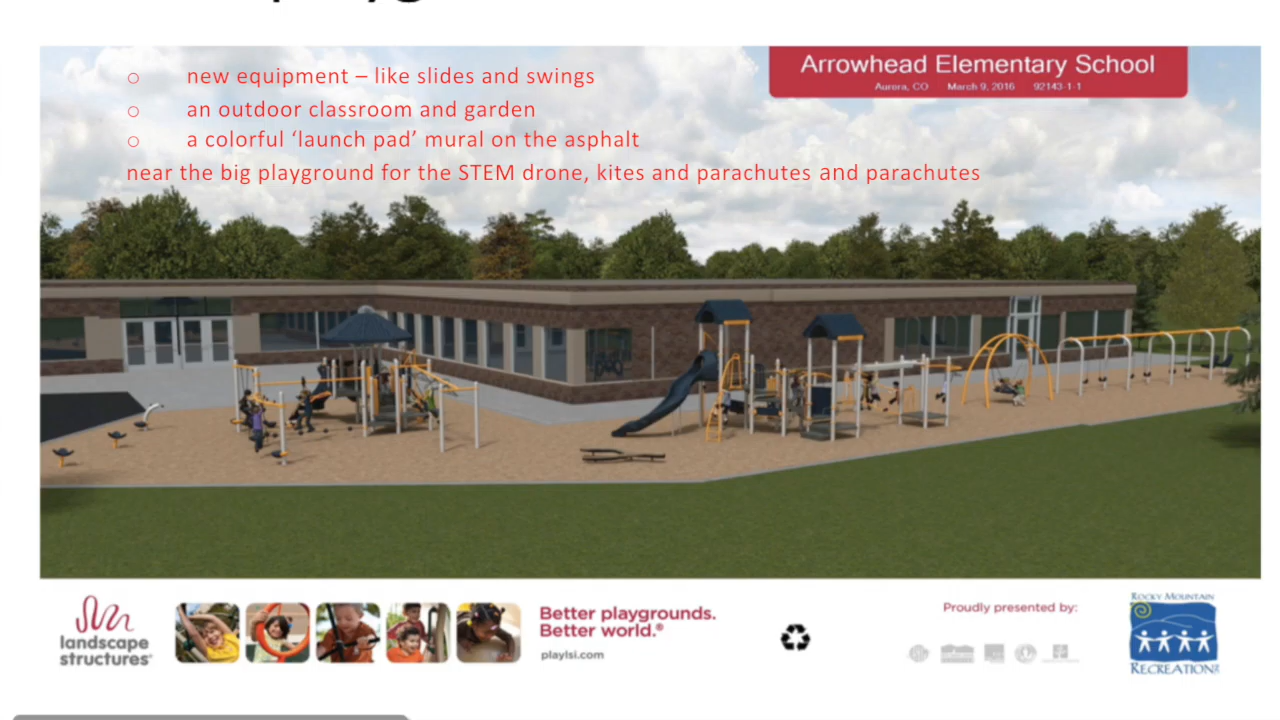 Arrowhead Elementary School
Aurora, CO March 9, 2016 92143-1-1
○ new equipment – like slides and swings
○ an outdoor classroom and garden
○ a colorful ‘launch pad’ mural on the asphalt
near the big playground for the STEM drone, kites and parachutes and parachutes
landscape
structures®
Better playgrounds.
Better world.®
playlsi.com
Proudly presented by:
ROCKY MOUNTAIN
RECREATION